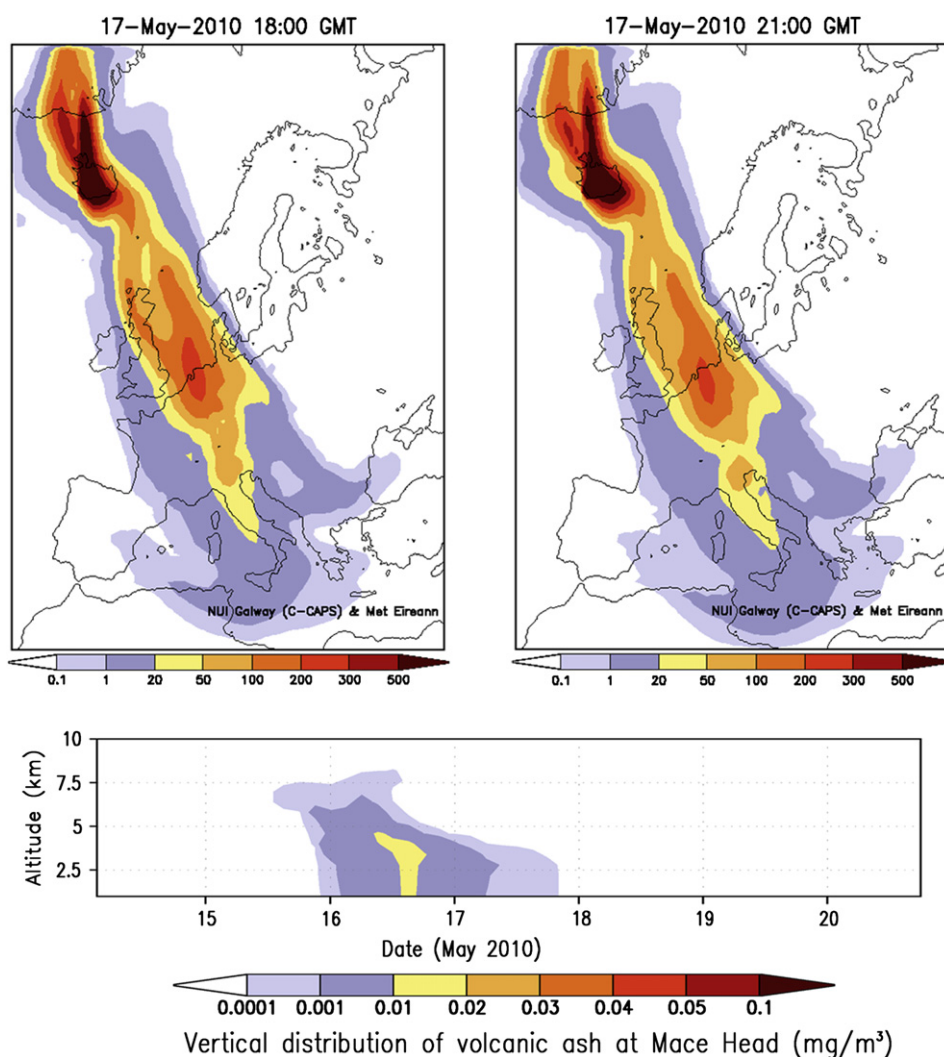 17-May-2010 18:00 GMT
17-May-2010 21:00 GMT
NUI Galway (C-CAPS) & Met Eireann
NUI Galway (C-CAPS) & Met Eireann
0.1 1 20 50 100 200 300 500
0.1 1 20 50 100 200 300 500
10
7.5
5
2.5
Altitude (km)
15 16 17 18 19 20
Date (May 2010)
0.0001 0.001 0.01 0.02 0.03 0.04 0.05 0.1
Vertical distribution of volcanic ash at Mace Head (mg/m³)